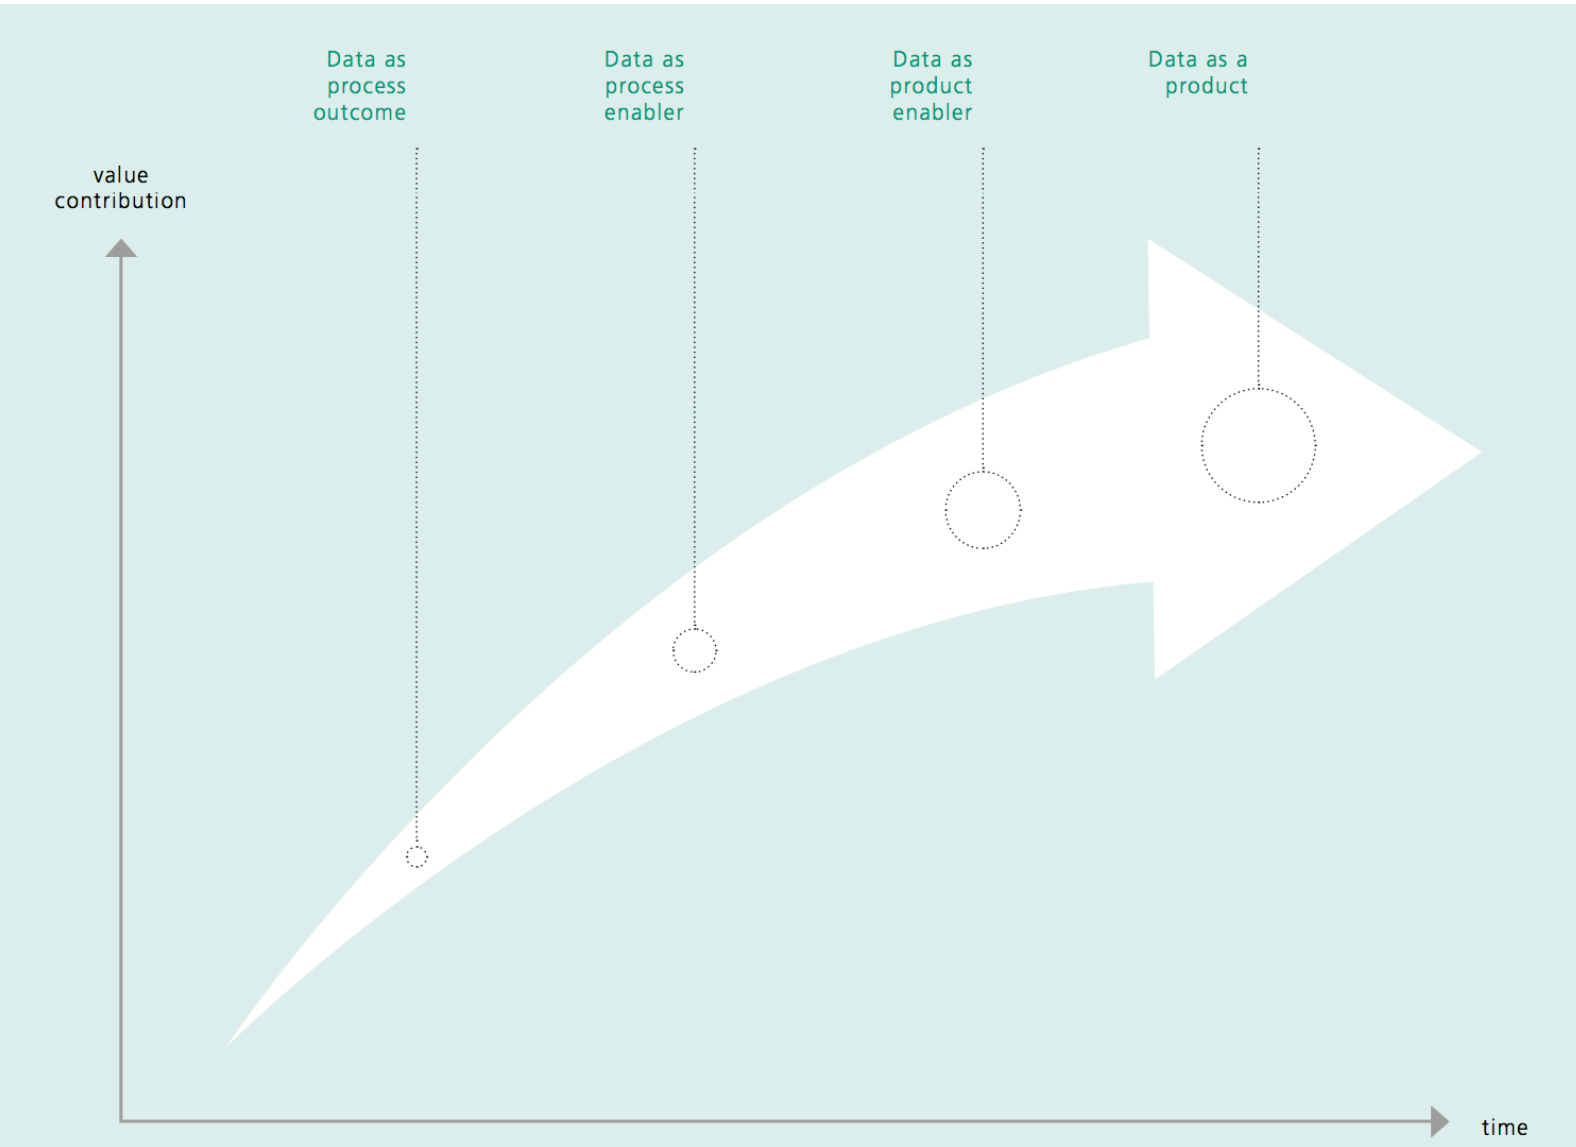 Data as
process
outcome
Data as
process
enabler
Data as
product
enabler
Data as a
product
value
contribution
time